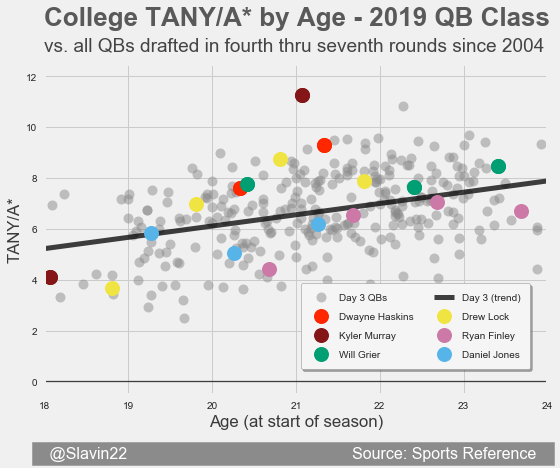 College TANY/A* by Age - 2019 QB Class
vs. all QBs drafted in fourth thru seventh rounds since 2004
TANY/A*
12
10
8
6
4
2
0
Day 3 QBs
Day 3 (trend)
Dwayne Haskins
Drew Lock
Kyler Murray
Ryan Finley
Will Grier
Daniel Jones
18 19 20 21 22 23 24
Age (at start of season)
@Slavin22
Source: Sports Reference